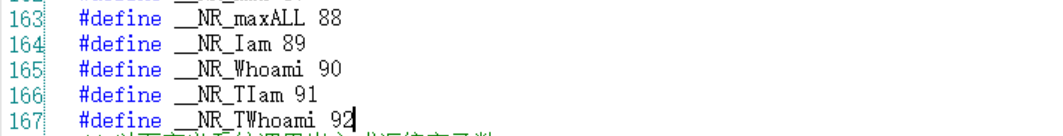 163 #define __NR_maxALL 88
164 #define __NR_Iam 89
165 #define __NR_Whoami 90
166 #define __NR_TIam 91
167 #define __NR_TWhoami 92